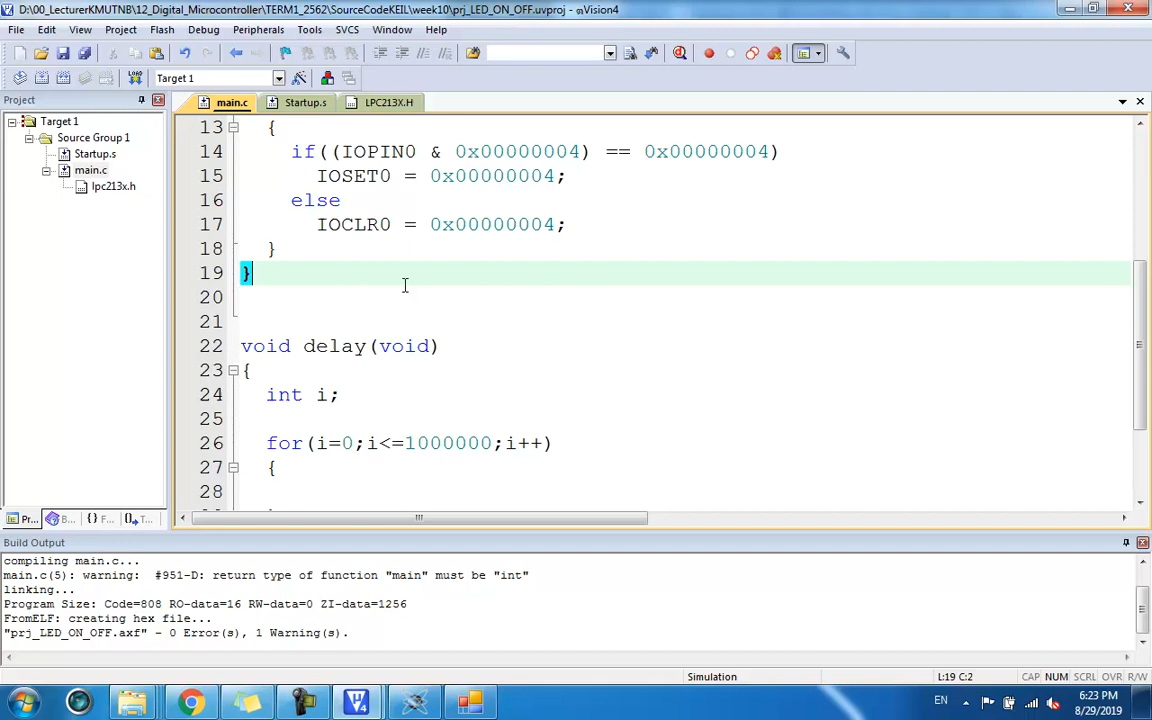 D:\00_LecturerKMUTNB\12_Digital_Microcontroller\TERM1_2562\SourceCodeKEIL\week10\prj_LED_ON_OFF.uvproj - µVision4
File Edit View Project Flash Debug Peripherals Tools SVCS Window Help
LOAD Target 1
Project
main.c Startup.s LPC213X.H
Target 1
Source Group 1
Startup.s
main.c
lpc213x.h
13 {
14 if((IOPIN0 & 0x00000004) == 0x00000004)
15 IOSET0 = 0x00000004;
16 else
17 IOCLR0 = 0x00000004;
18 }
19 }
20
21
22 void delay(void)
23 {
24 int i;
25
26 for(i=0;i<=1000000;i++)
27 {
28
Pr... B... {} F... T...
Build Output
compiling main.c...
main.c(5): warning: #951-D: return type of function "main" must be "int"
linking...
Program Size: Code=808 RO-data=16 RW-data=0 ZI-data=1256
FromELF: creating hex file...
"prj_LED_ON_OFF.axf" - 0 Error(s), 1 Warning(s).
Simulation L:19 C:2 CAP NUM SCRL OVR R/W
EN 6:23 PM
8/29/2019